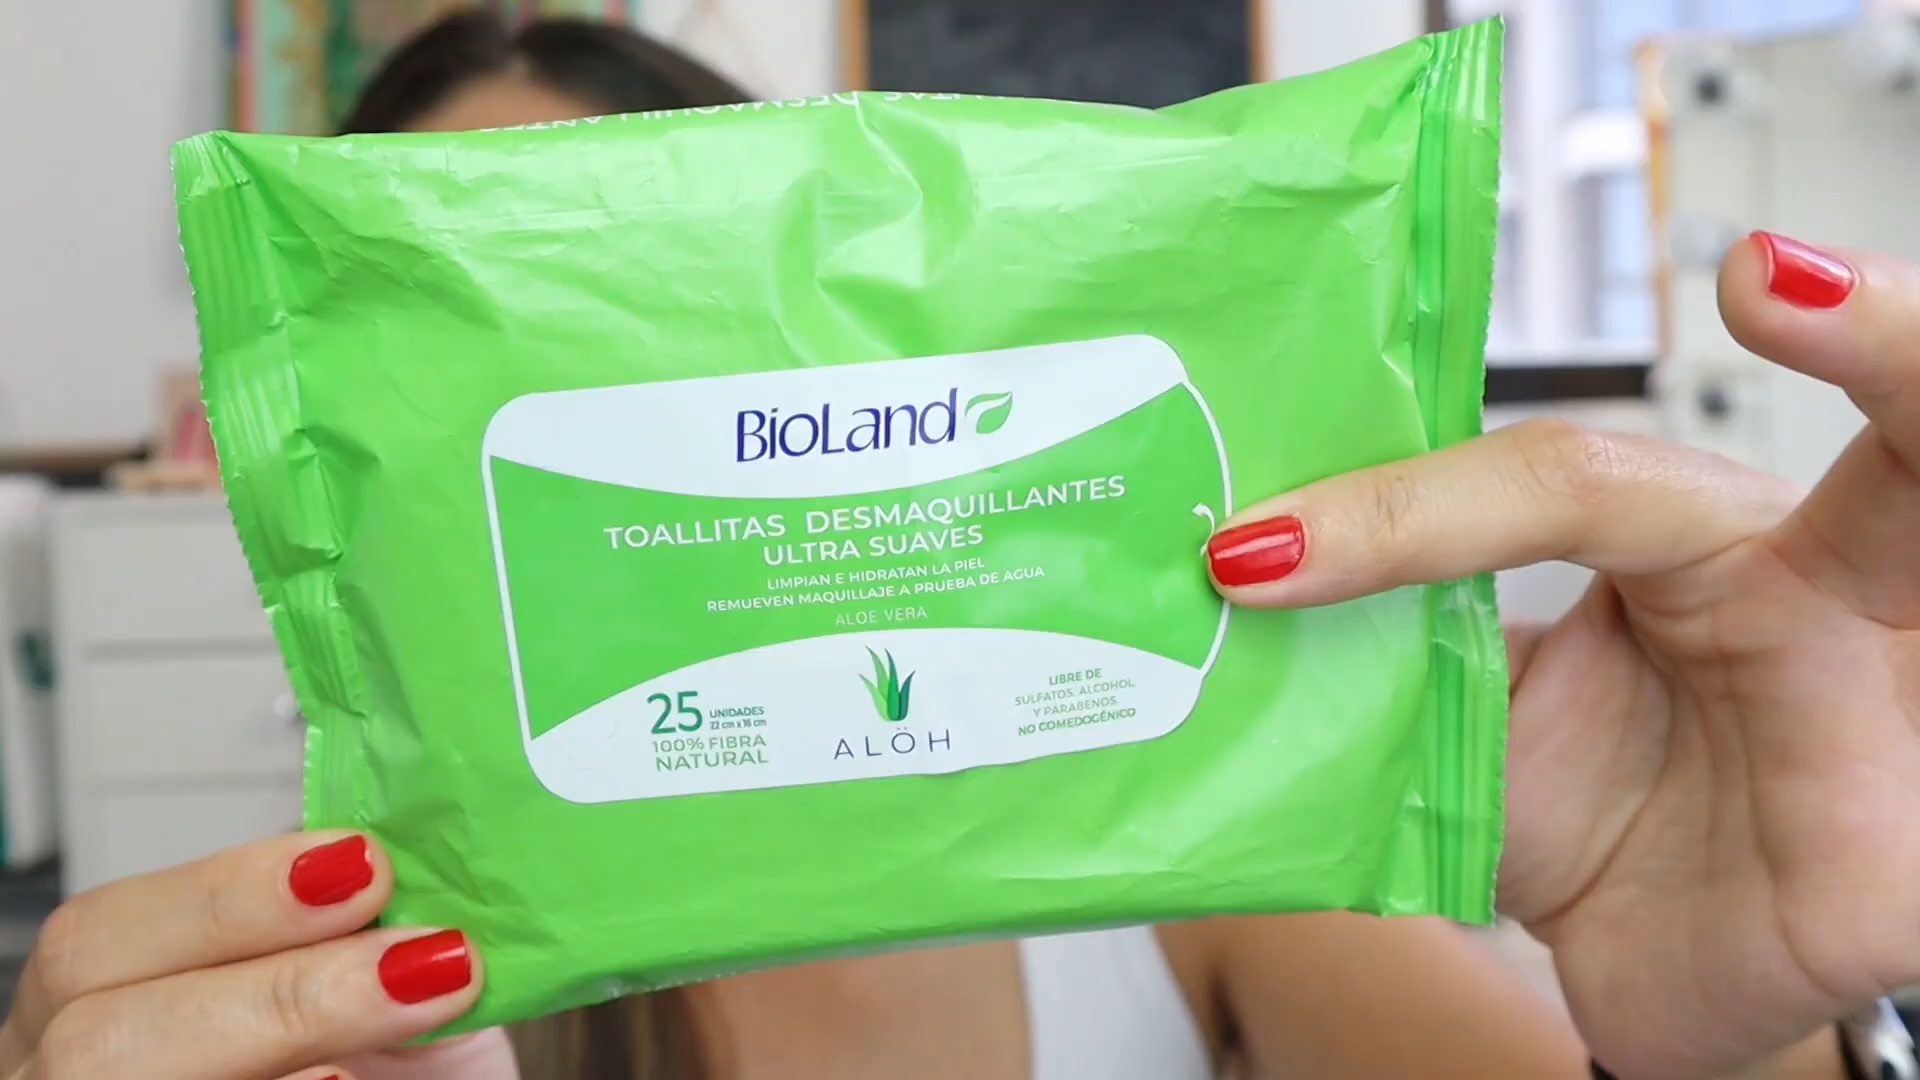 DESMAQUILLANTES
BioLand
TOALLITAS DESMAQUILLANTES
ULTRA SUAVES
LIMPIAN E HIDRATAN LA PIEL
REMUEVEN MAQUILLAJE A PRUEBA DE AGUA
ALOE VERA
25 UNIDADES
22 cm x 16 cm
100% FIBRA
NATURAL
ALÖH
LIBRE DE
SULFATOS, ALCOHOL
Y PARABENOS
NO COMEDOGÉNICO